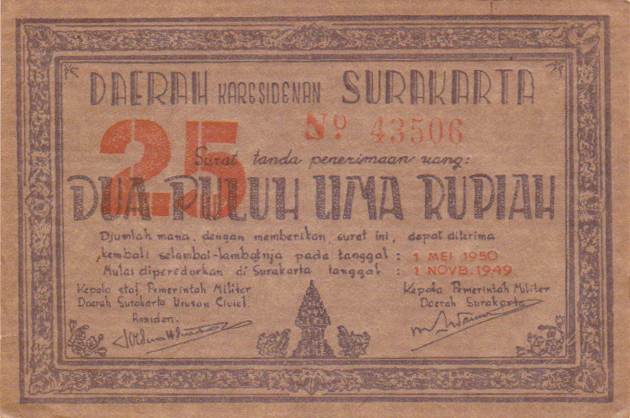 DAERAH KARESIDENAN SURAKARTA
25
No 43506
Surat tanda penerimaan uang:
DUA PULUH LIMA RUPIAH
Djumlah mana, dengan memberikan surat ini, dapat diterima
kembali selambat-lambatnja pada tanggal : 1 MEI 1950
Mulai diperedarkan di Surakarta tanggal : 1 NOVB. 1949
Kepala staf Pemerintah Militer
Daerah Surakarta Urusan Civiel.
Residen.
Kepala Pemerintah Militer
Daerah Surakarta